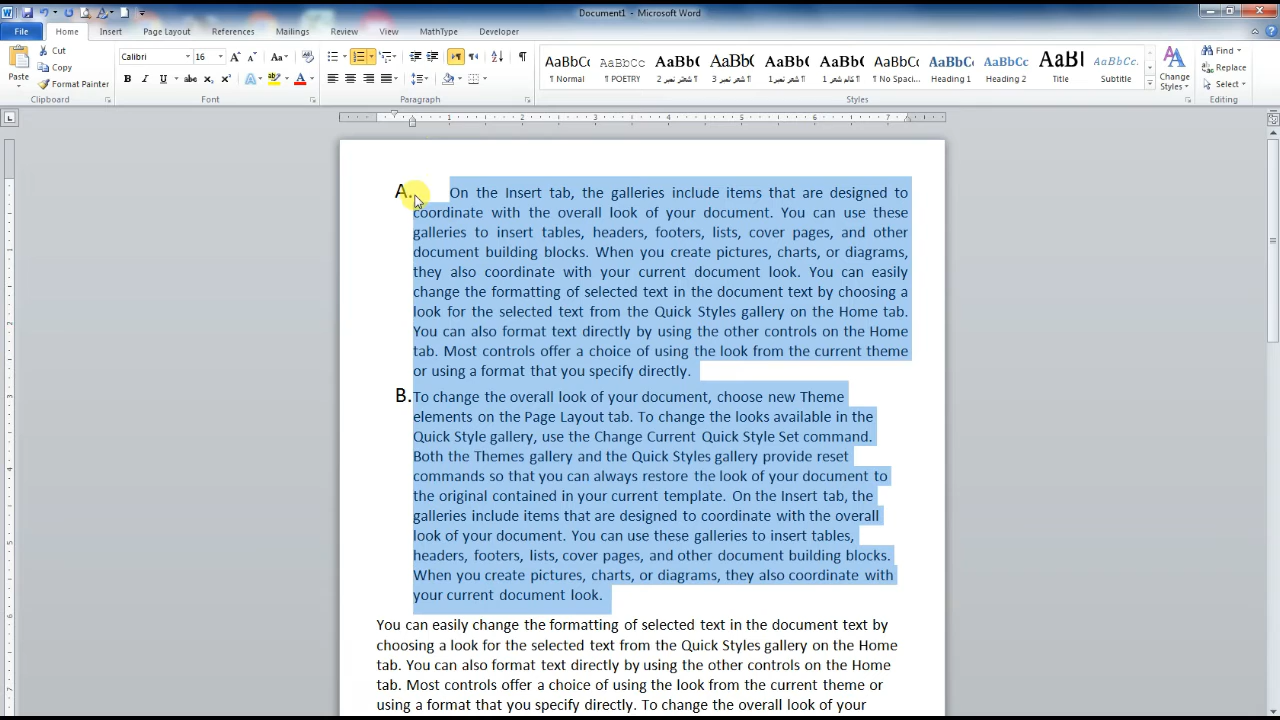 Document1 - Microsoft Word
File Home Insert Page Layout References Mailings Review View MathType Developer
Paste
Cut
Copy
Format Painter
Clipboard
Calibri 16
Font
Paragraph
AaBbCc AaBbCc AaBbC AaBbC AaBbC AaBbC AaBbCc AaBbCc AaBbCc AaBI AaBbCc.
¶ Normal ¶ POETRY ¶ شعر نمبر 2 ¶ شعر نمبر 3 ¶ شعر نمبر 1 ¶ No Spaci... Heading 1 Heading 2 Title Subtitle
Styles
Change
Styles
Find
Replace
Select
Editing
1 2 3 4 5 6 7
A. On the Insert tab, the galleries include items that are designed to
coordinate with the overall look of your document. You can use these
galleries to insert tables, headers, footers, lists, cover pages, and other
document building blocks. When you create pictures, charts, or diagrams,
they also coordinate with your current document look. You can easily
change the formatting of selected text in the document text by choosing a
look for the selected text from the Quick Styles gallery on the Home tab.
You can also format text directly by using the other controls on the Home
tab. Most controls offer a choice of using the look from the current theme
or using a format that you specify directly.
B. To change the overall look of your document, choose new Theme
elements on the Page Layout tab. To change the looks available in the
Quick Style gallery, use the Change Current Quick Style Set command.
Both the Themes gallery and the Quick Styles gallery provide reset
commands so that you can always restore the look of your document to
the original contained in your current template. On the Insert tab, the
galleries include items that are designed to coordinate with the overall
look of your document. You can use these galleries to insert tables,
headers, footers, lists, cover pages, and other document building blocks.
When you create pictures, charts, or diagrams, they also coordinate with
your current document look.
You can easily change the formatting of selected text in the document text by
choosing a look for the selected text from the Quick Styles gallery on the Home
tab. You can also format text directly by using the other controls on the Home
tab. Most controls offer a choice of using the look from the current theme or
using a format that you specify directly. To change the overall look of your